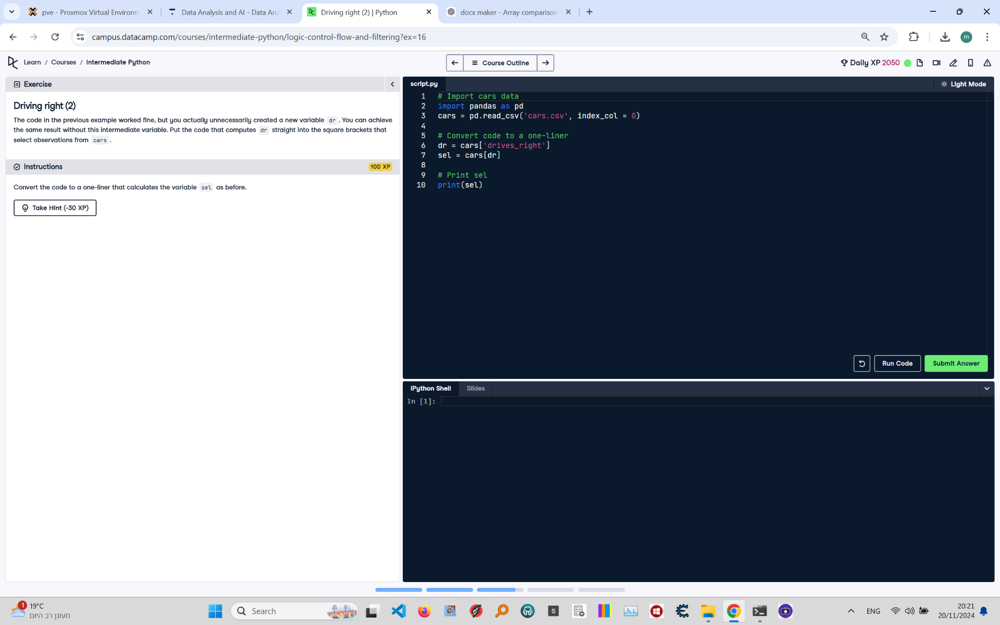 pve - Proxmox Virtual Environm
Data Analysis and AI - Data Ana
Driving right (2) | Python
docx maker - Array comparison
campus.datacamp.com/courses/intermediate-python/logic-control-flow-and-filtering?ex=16
m
Learn / Courses / Intermediate Python
Course Outline
Daily XP 2050
Exercise
Driving right (2)
The code in the previous example worked fine, but you actually unnecessarily created a new variable dr . You can achieve
the same result without this intermediate variable. Put the code that computes dr straight into the square brackets that
select observations from cars .
Instructions
100 XP
Convert the code to a one-liner that calculates the variable sel as before.
Take Hint (-30 XP)
script.py
Light Mode
1 # Import cars data
2 import pandas as pd
3 cars = pd.read_csv('cars.csv', index_col = 0)
4
5 # Convert code to a one-liner
6 dr = cars['drives_right']
7 sel = cars[dr]
8
9 # Print sel
10 print(sel)
Run Code
Submit Answer
IPython Shell
Slides
In [1]:
1
19°C
מעונן רב היום
Search
S
ENG
20:21
20/11/2024